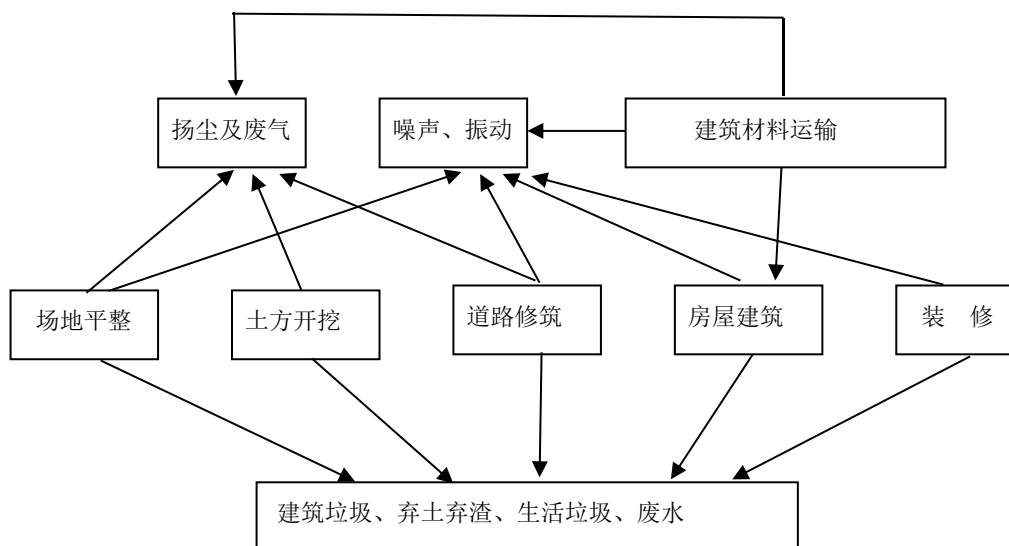 扬尘及废气
噪声、振动
建筑材料运输
场地平整
土方开挖
道路修筑
房屋建筑
装 修
建筑垃圾、弃土弃渣、生活垃圾、废水